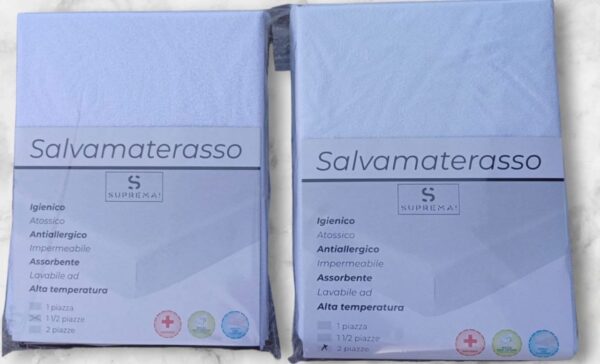 Salvamaterasso
S
SUPREMA!
Igienico
Atossico
Antiallergico
Impermeabile
Assorbente
Lavabile ad
Alta temperatura
1 piazza
1 1/2 piazze
2 piazze
Salvamaterasso
S
SUPREMA!
Igienico
Atossico
Antiallergico
Impermeabile
Assorbente
Lavabile ad
Alta temperatura
1 piazza
1 1/2 piazze
2 piazze